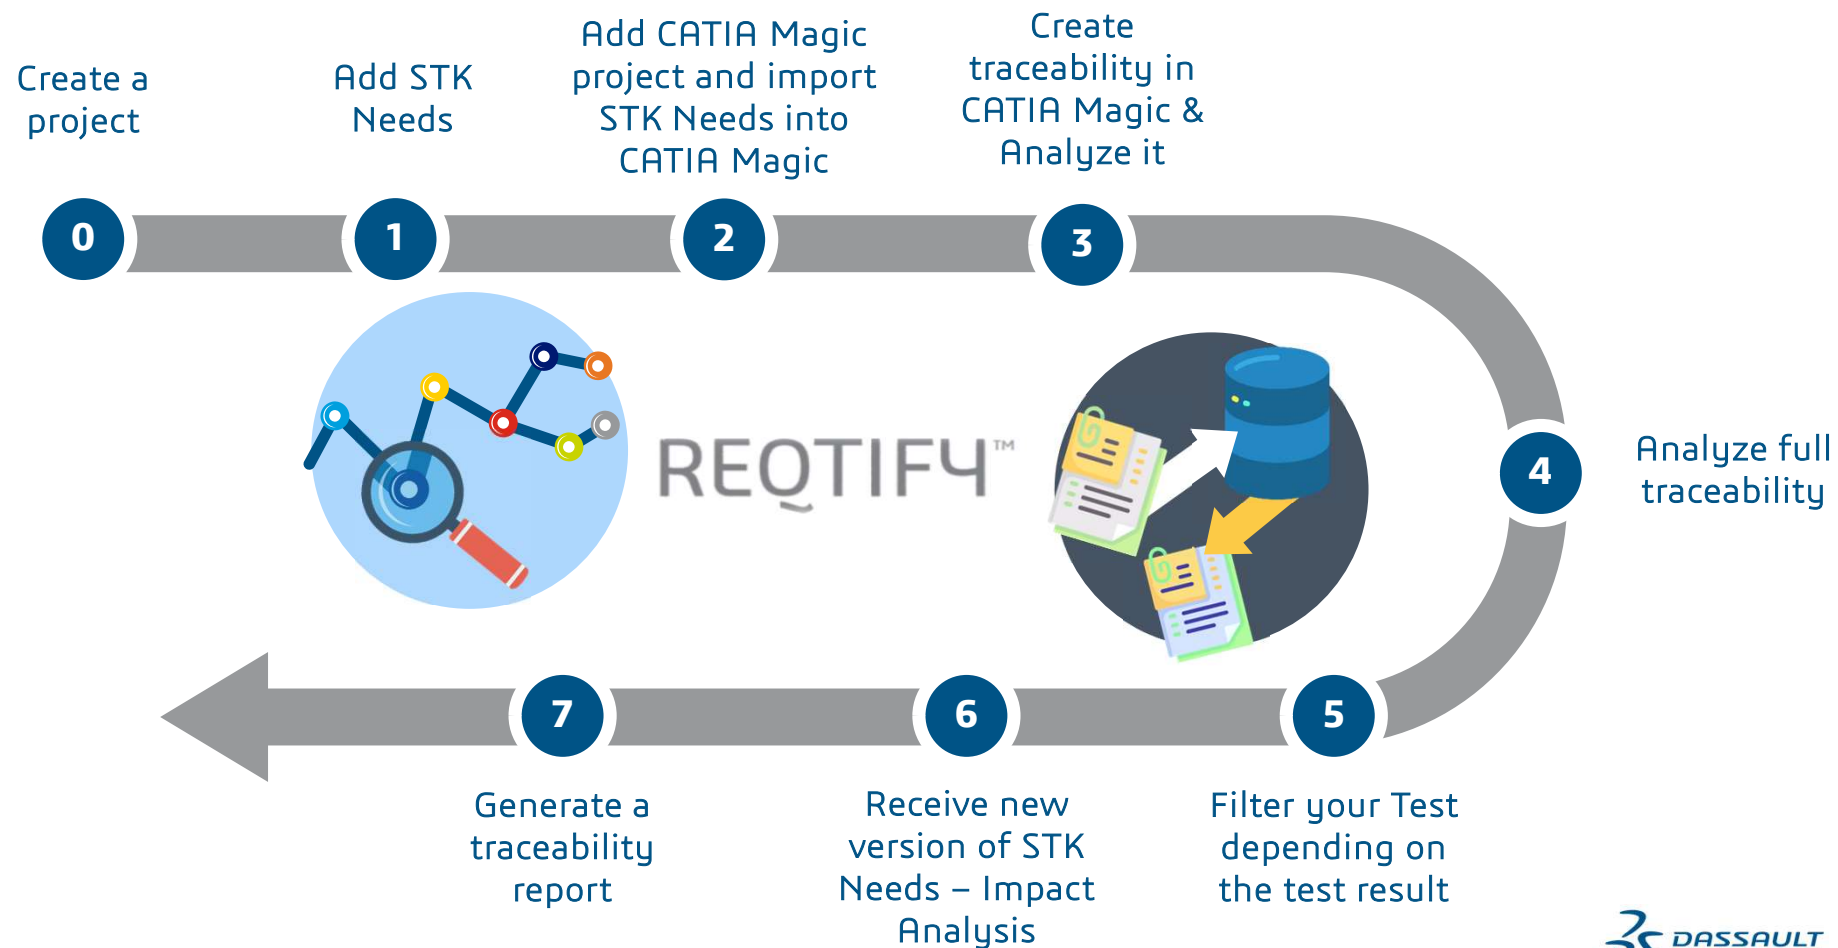 Create a
project
Add STK
Needs
Add CATIA Magic
project and import
STK Needs into
CATIA Magic
Create
traceability in
CATIA Magic &
Analyze it
0
1
2
3
REQTIFY™
4
Analyze full
traceability
7
6
5
Generate a
traceability
report
Receive new
version of STK
Needs – Impact
Analysis
Filter your Test
depending on
the test result
DASSAULT